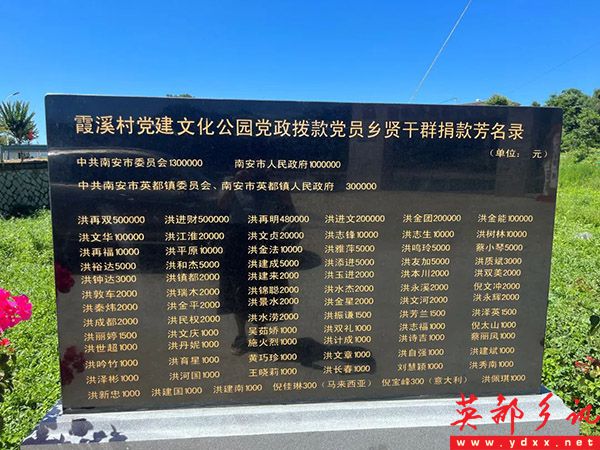 霞溪村党建文化公园党政拨款党员乡贤干群捐款芳名录
（单位：元）
中共南安市委员会1300000 南安市人民政府1000000
中共南安市英都镇委员会、南安市英都镇人民政府 300000
洪再双500000 洪进财500000 洪再明480000 洪进文200000 洪金团200000 洪金能100000
洪文华100000 洪江淮20000 洪文贞20000 洪志锋10000 洪志生10000 洪树林10000
洪再福10000 洪平原10000 洪金法10000 洪雅萍5000 洪鸣玲5000 蔡小琴5000
洪裕达5000 洪和杰5000 洪建成5000 洪添进5000 洪友加5000 洪质斌3000
洪钟达3000 洪镇都2000 洪建来2000 洪玉进2000 洪本川2000 洪双美2000
洪敦车2000 洪瑞木2000 洪锦聪2000 洪水杰2000 洪永溪2000 倪文冲2000
洪秦炜2000 洪金平2000 洪景水2000 洪金星2000 洪文河2000 洪永辉2000
洪成都2000 洪民权2000 洪水涝2000 洪振谦1500 洪芳兰1500 洪泽英1500
洪丽婷1500 洪文庆1000 吴茹娇1000 洪双礼1000 洪志福1000 倪太山1000
洪世超1000 洪丹妮1000 施火烈1000 洪计成1000 洪诗吉1000 蔡丽凤1000
洪吟竹1000 洪育星1000 黄巧珍1000 洪文章1000 洪自强1000 洪建斌1000
洪泽彬1000 洪河国1000 王晓莉1000 洪长春1000 刘慧颖1000 洪秀南1000
洪新忠1000 洪建国1000 洪建南1000 倪佳琳300（马来西亚） 倪宝峰300（意大利） 洪佩琪1000
英都乡讯
www.ydxx.net